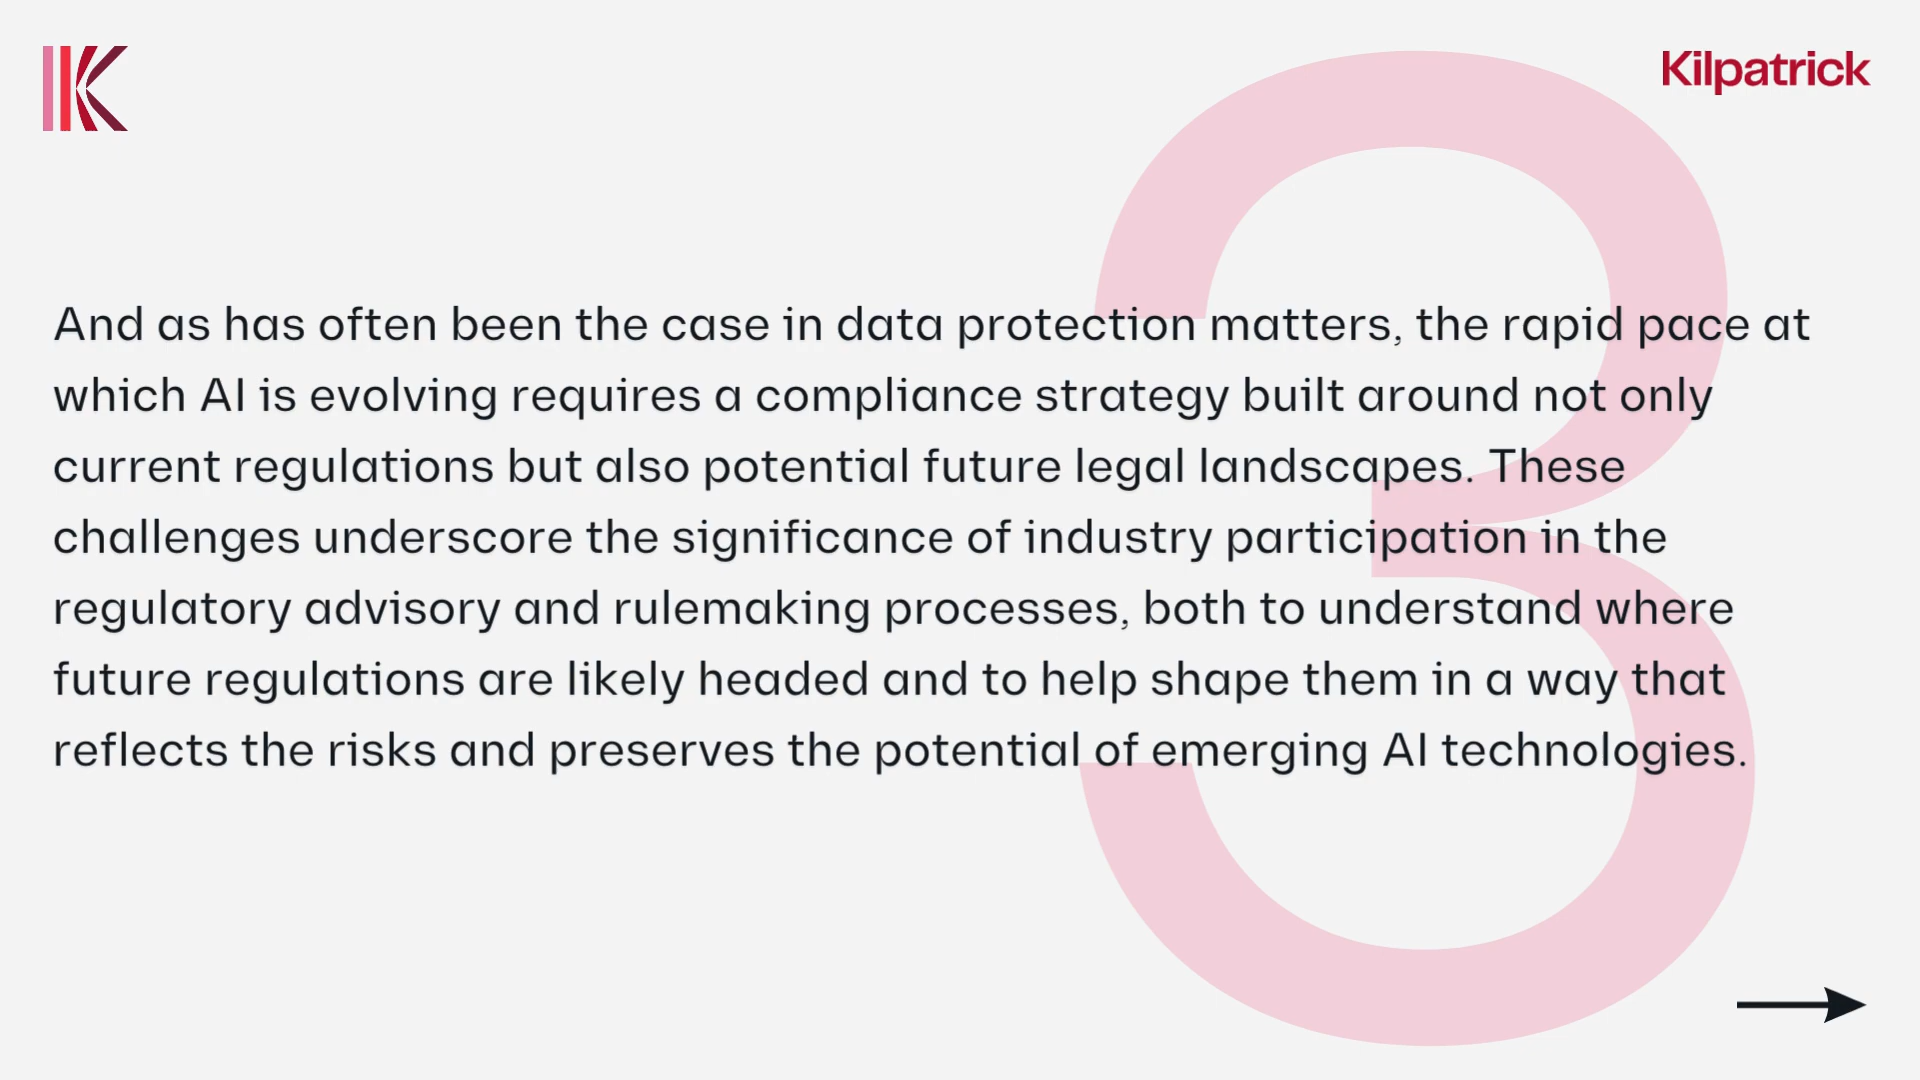 K
Kilpatrick
3
And as has often been the case in data protection matters, the rapid pace at
which AI is evolving requires a compliance strategy built around not only
current regulations but also potential future legal landscapes. These
challenges underscore the significance of industry participation in the
regulatory advisory and rulemaking processes, both to understand where
future regulations are likely headed and to help shape them in a way that
reflects the risks and preserves the potential of emerging AI technologies.